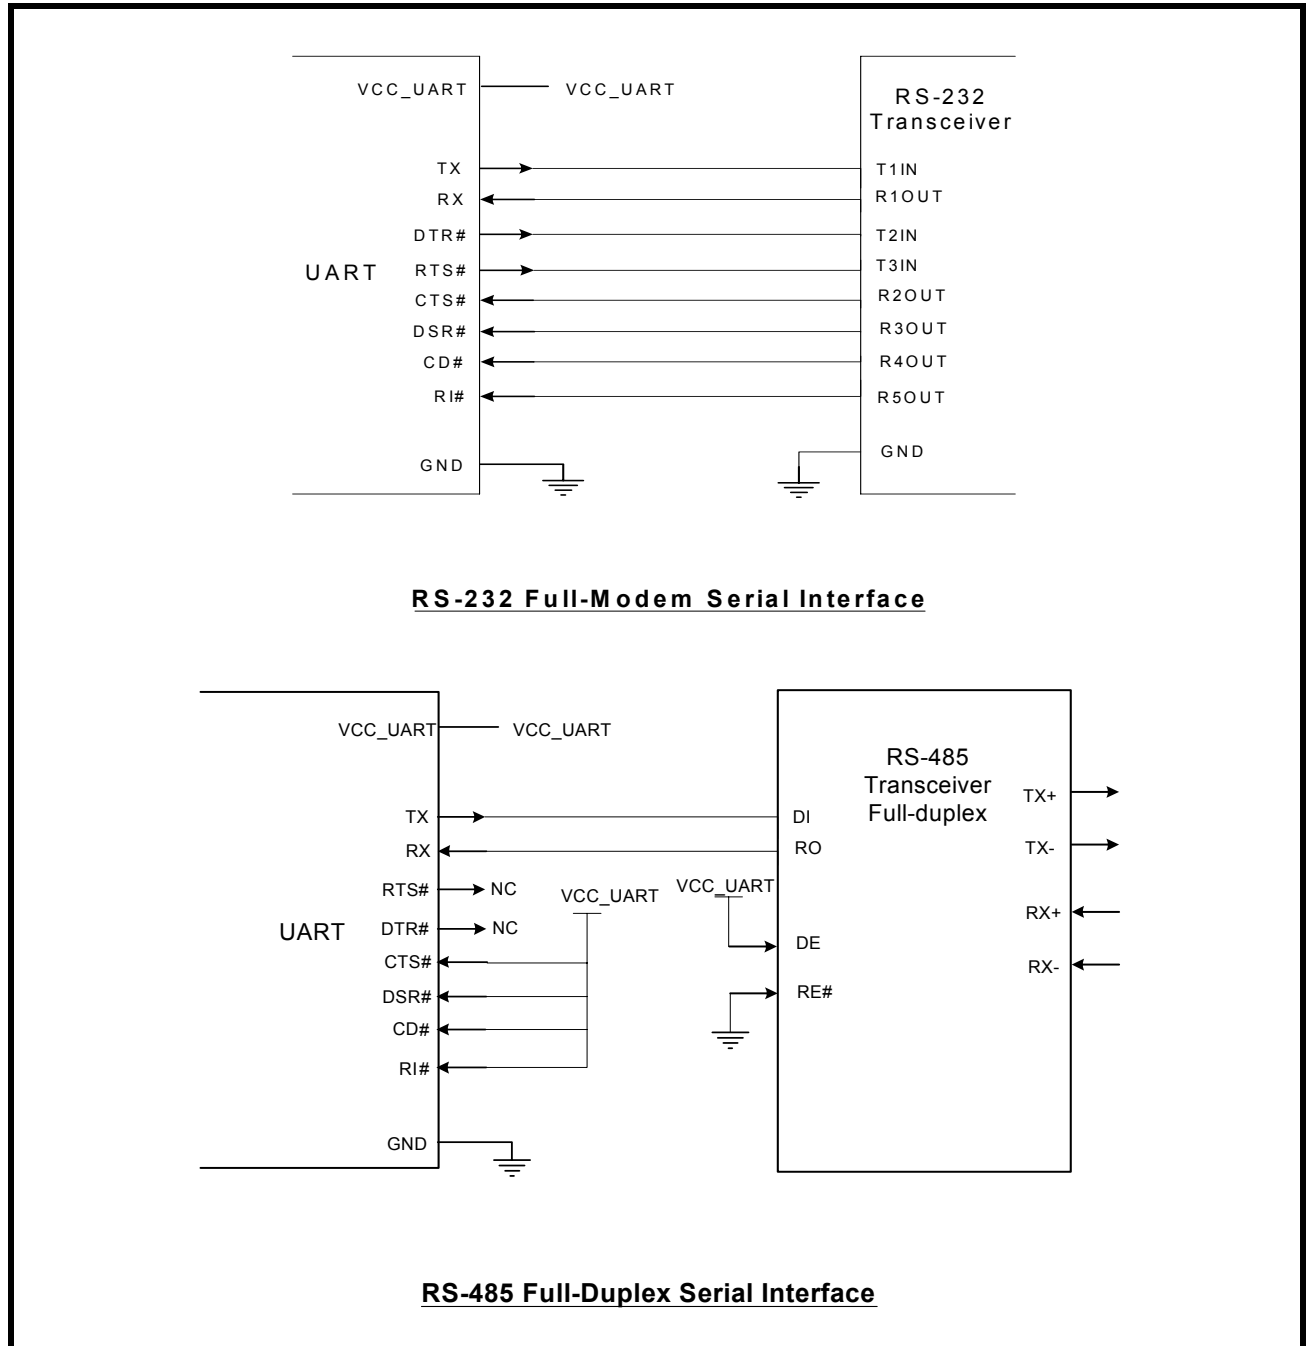 VCC_UART
VCC_UART
RS-232
Transceiver
TX
T1IN
RX
R1OUT
DTR#
T2IN
UART
RTS#
T3IN
CTS#
R2OUT
DSR#
R3OUT
CD#
R4OUT
RI#
R5OUT
GND
GND
RS-232 Full-Modem Serial Interface
VCC_UART
VCC_UART
RS-485
Transceiver
Full-duplex
TX+
TX
DI
RX
RO
TX-
RTS#
NC
VCC_UART
VCC_UART
RX+
UART
DTR#
NC
DE
CTS#
RX-
DSR#
RE#
CD#
RI#
GND
RS-485 Full-Duplex Serial Interface